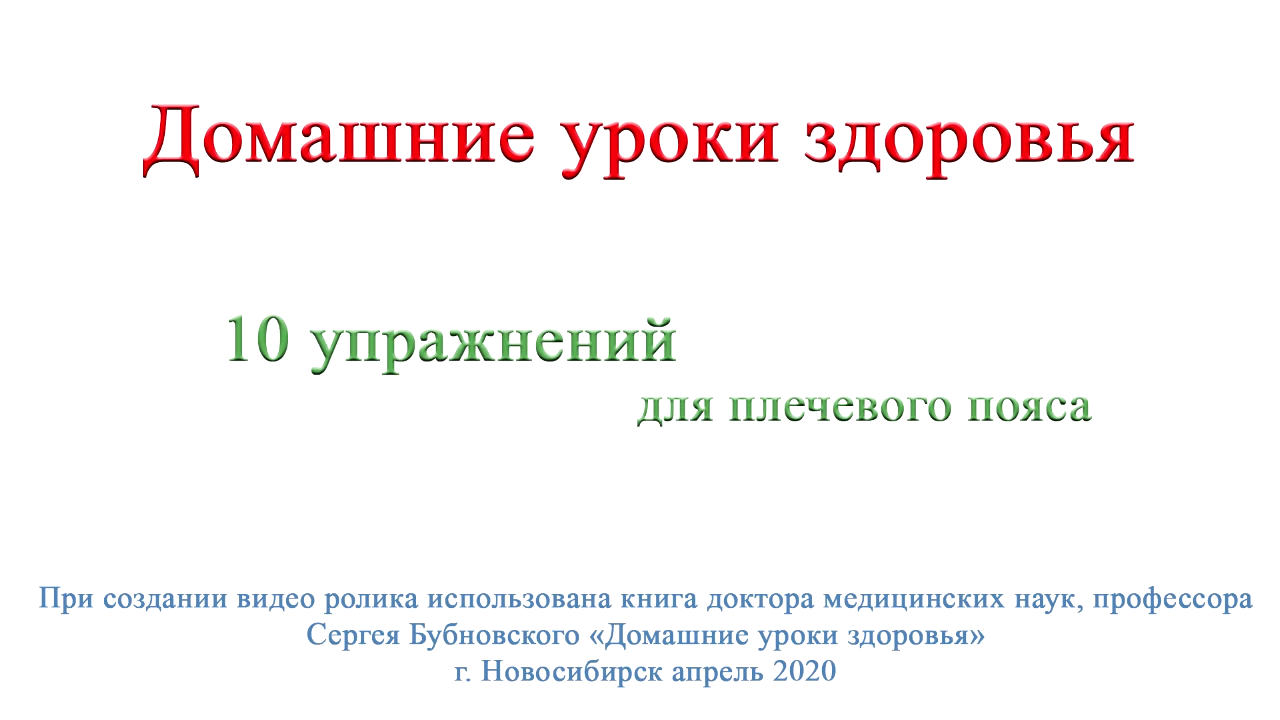 Домашние уроки здоровья
10 упражнений
для плечевого пояса
При создании видео ролика использована книга доктора медицинских наук, профессора
Сергея Бубновского «Домашние уроки здоровья»
г. Новосибирск апрель 2020